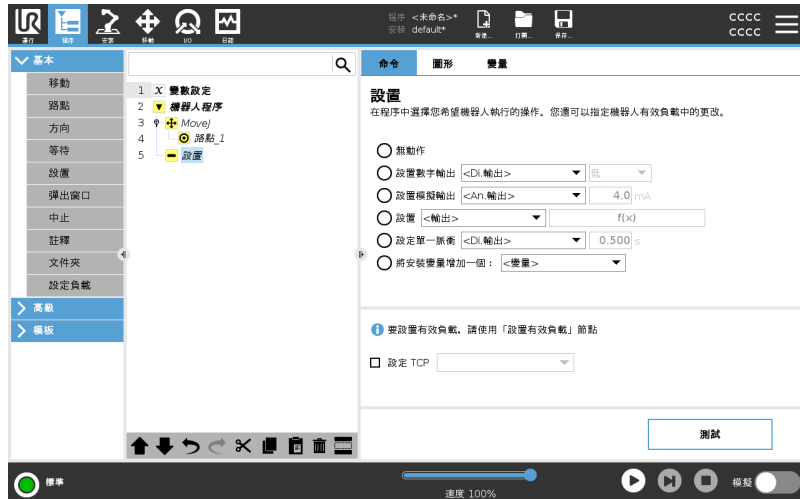 UR
運行
程序
安裝
移動
I/O
日誌
程序 <未命名>*
安裝 default*
新建...
打開...
保存...
cccc
cccc
基本
移動
路點
方向
等待
設置
彈出窗口
中止
註釋
文件夾
設定負載
高級
模板
1 X 變數設定
2 機器人程序
3 MoveJ
4 路點_1
5 設置
命令 圖形 變量
設置
在程序中選擇您希望機器人執行的操作。您還可以指定機器人有效負載中的更改。
無動作
設置數字輸出 <Di.輸出> 低
設置模擬輸出 <An.輸出> 4.0 mA
設置 <輸出> f(x)
設定單一脈衝 <Di.輸出> 0.500 s
將安裝變量增加一個： <變量>
要設置有效負載，請使用「設置有效負載」節點
設定 TCP
測試
標準
速度 100%
模擬